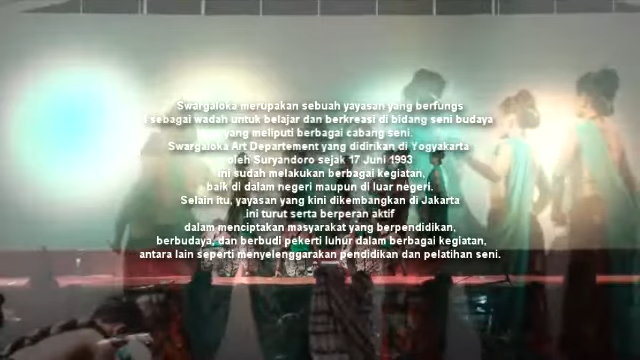 Swargaloka merupakan sebuah yayasan yang berfungs
i sebagai wadah untuk belajar dan berkreasi di bidang seni budaya
yang meliputi berbagai cabang seni.
Swargaloka Art Departement yang didirikan di Yogyakarta
oleh Suryandoro sejak 17 Juni 1993
ini sudah melakukan berbagai kegiatan,
baik di dalam negeri maupun di luar negeri.
Selain itu, yayasan yang kini dikembangkan di Jakarta
ini turut serta berperan aktif
dalam menciptakan masyarakat yang berpendidikan,
berbudaya, dan berbudi pekerti luhur dalam berbagai kegiatan,
antara lain seperti menyelenggarakan pendidikan dan pelatihan seni.